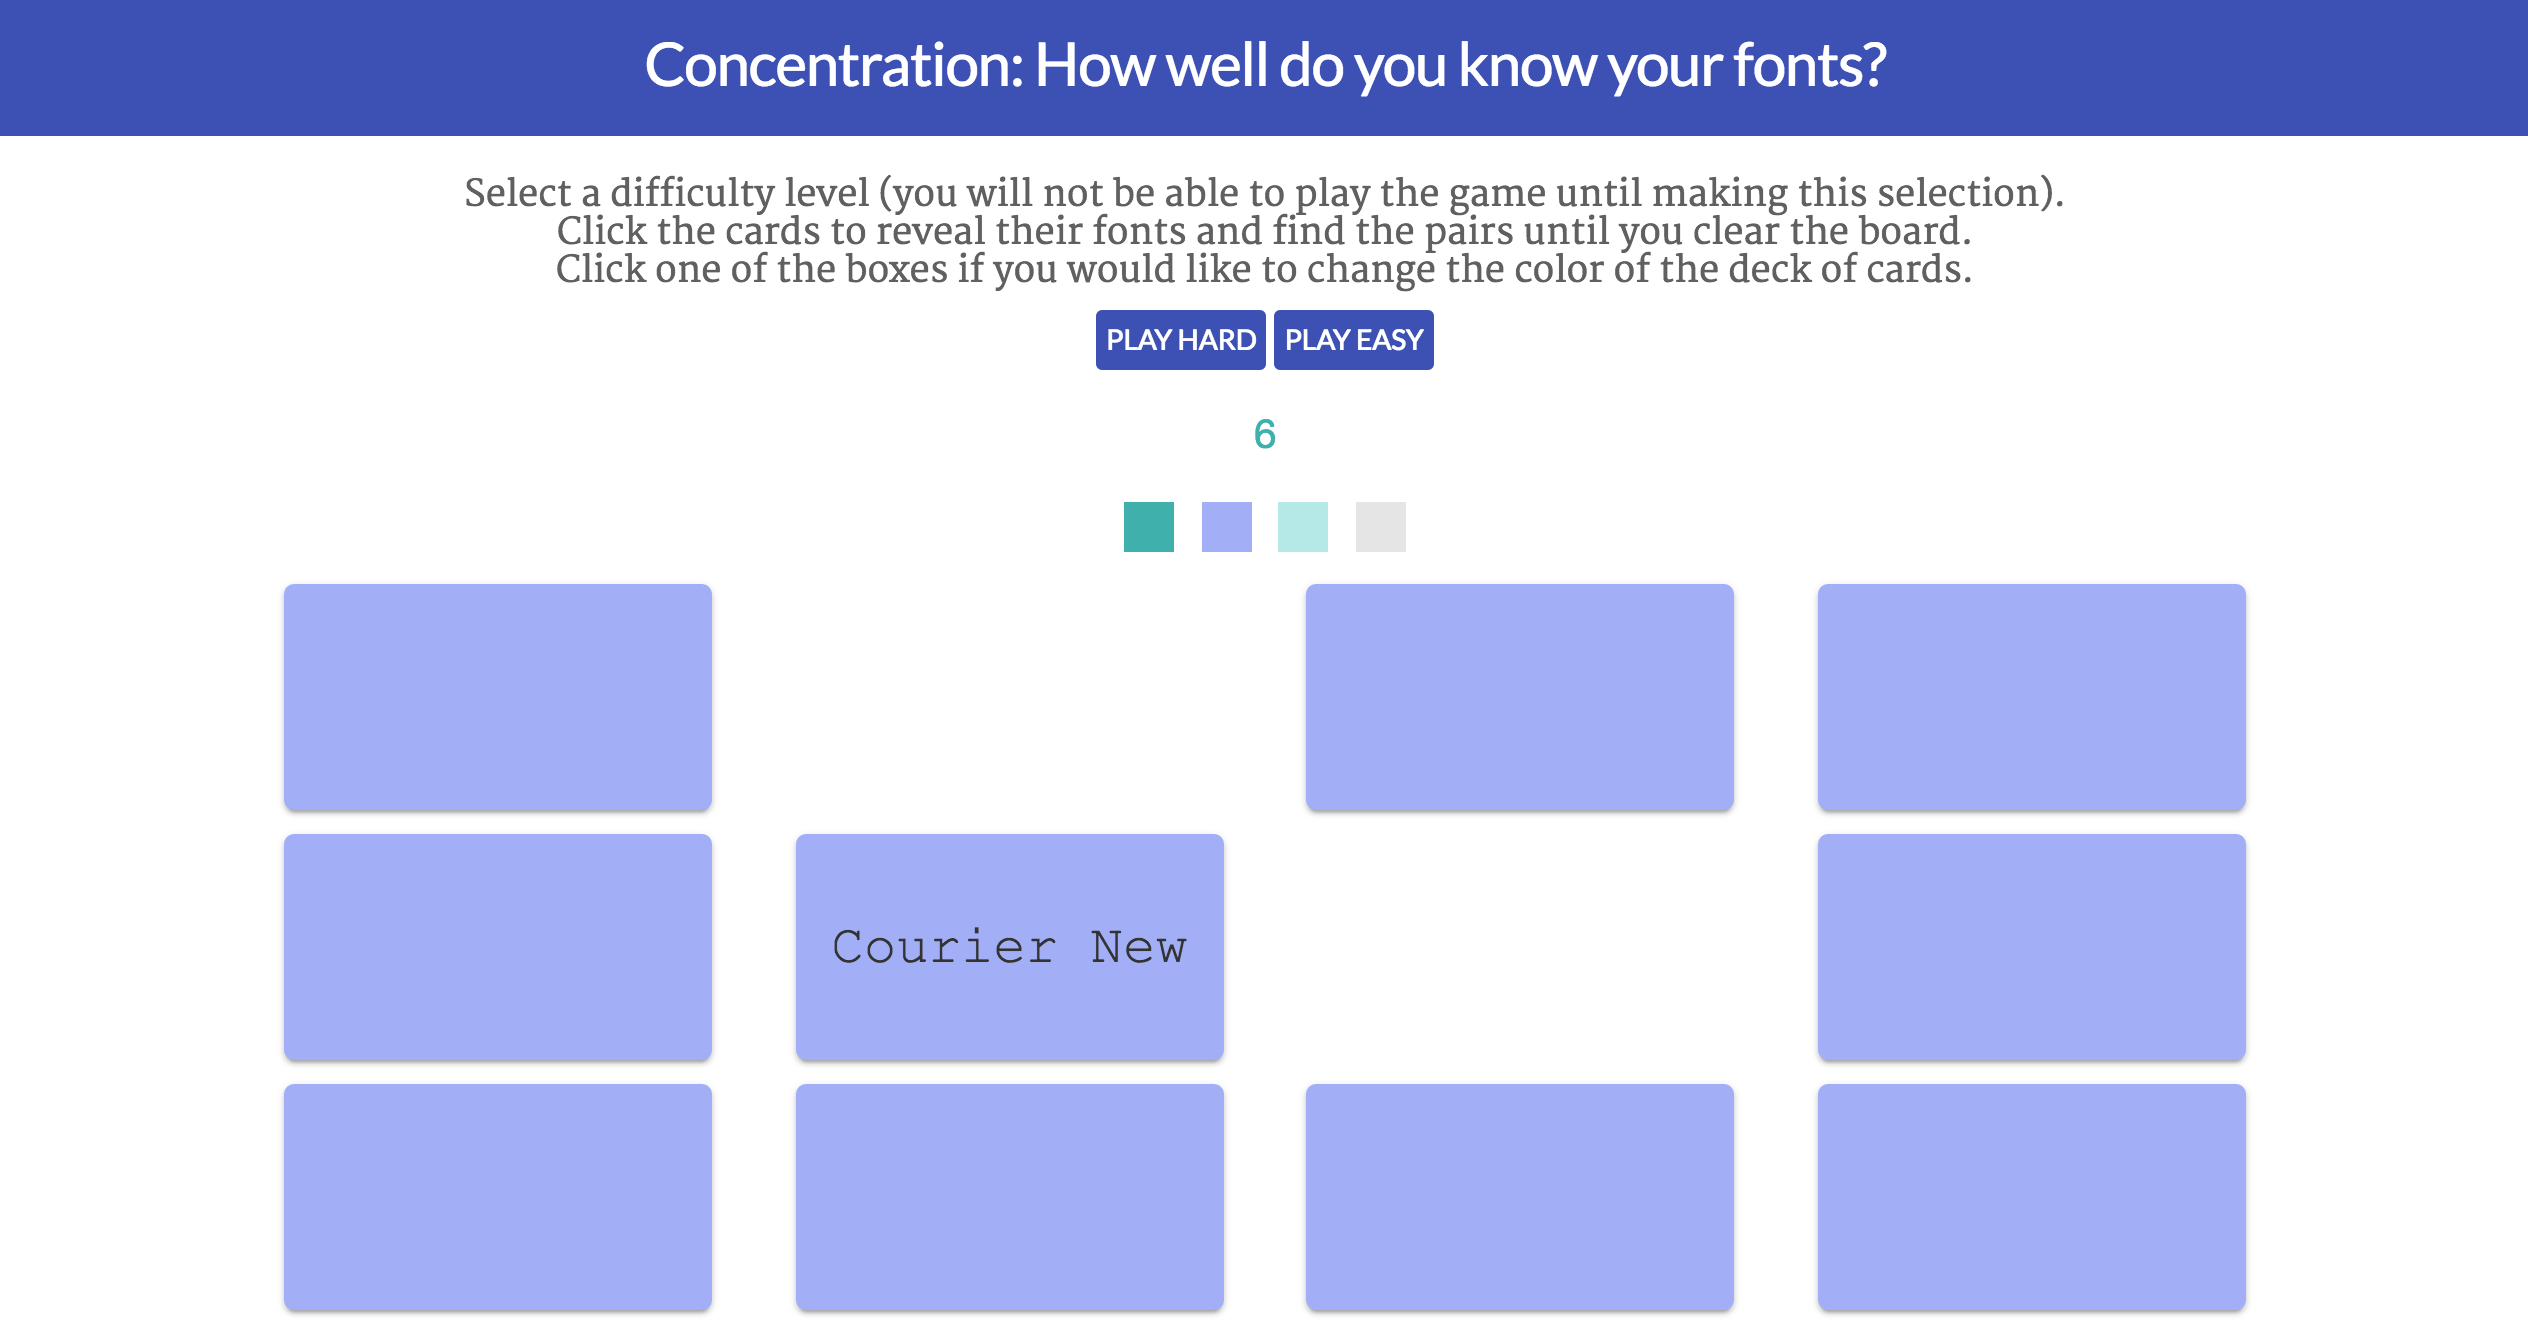 Concentration: How well do you know your fonts?
Select a difficulty level (you will not be able to play the game until making this selection).
Click the cards to reveal their fonts and find the pairs until you clear the board.
Click one of the boxes if you would like to change the color of the deck of cards.
PLAY HARD PLAY EASY
6
Courier New